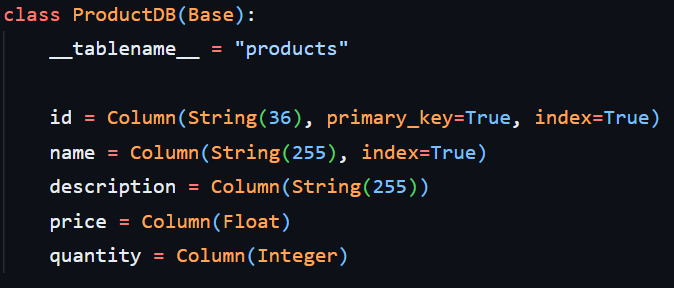 class ProductDB(Base):
    __tablename__ = "products"
    id = Column(String(36), primary_key=True, index=True)
    name = Column(String(255), index=True)
    description = Column(String(255))
    price = Column(Float)
    quantity = Column(Integer)